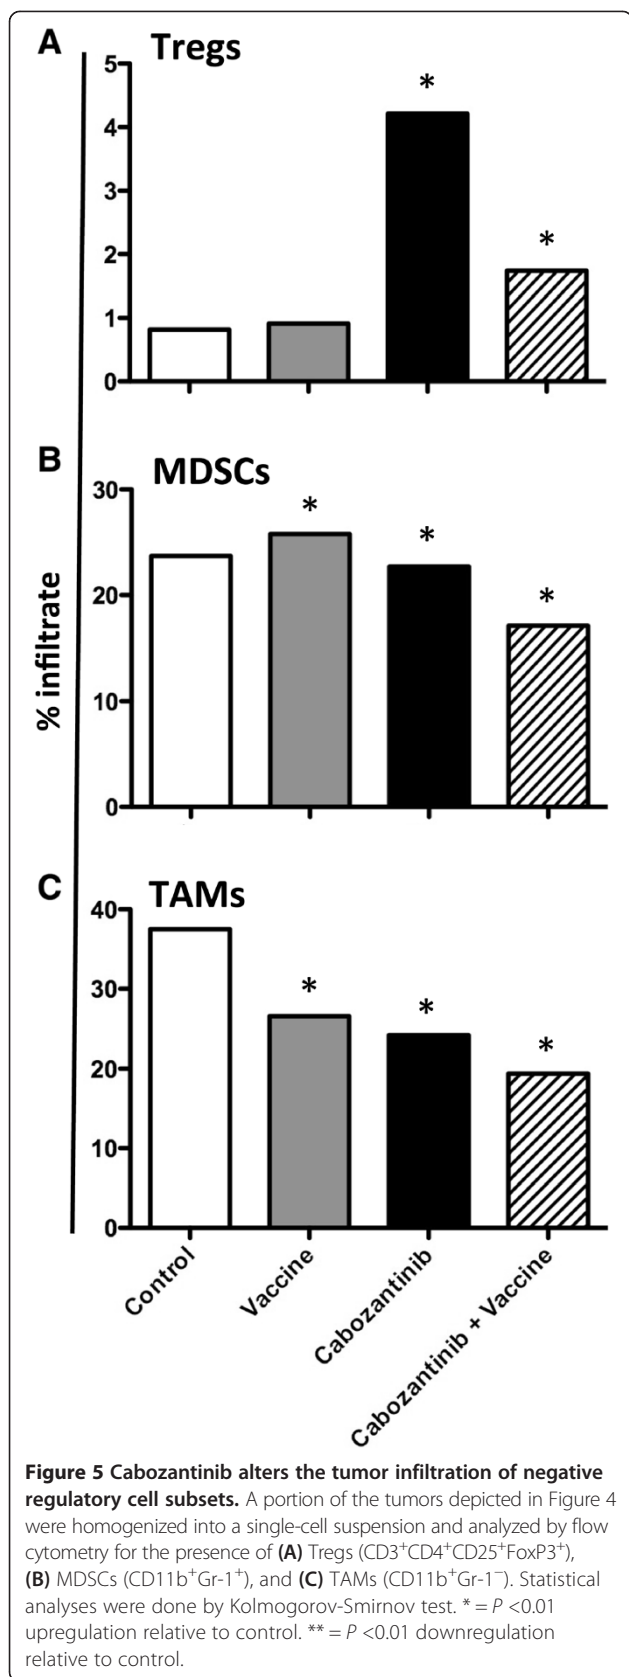 A
Tregs
5
4
3
2
1
0
*
*
B
MDSCs
30
20
10
0
*
*
*
% infiltrate
C
TAMs
40
30
20
10
0
*
*
*
Control
Vaccine
Cabozantinib
Cabozantinib + Vaccine
Figure 5 Cabozantinib alters the tumor infiltration of negative
regulatory cell subsets. A portion of the tumors depicted in Figure 4
were homogenized into a single-cell suspension and analyzed by flow
cytometry for the presence of (A) Tregs (CD3⁺CD4⁺CD25⁺FoxP3⁺),
(B) MDSCs (CD11b⁺Gr-1⁺), and (C) TAMs (CD11b⁺Gr-1⁻). Statistical
analyses were done by Kolmogorov-Smirnov test. * = P <0.01
upregulation relative to control. ** = P <0.01 downregulation
relative to control.